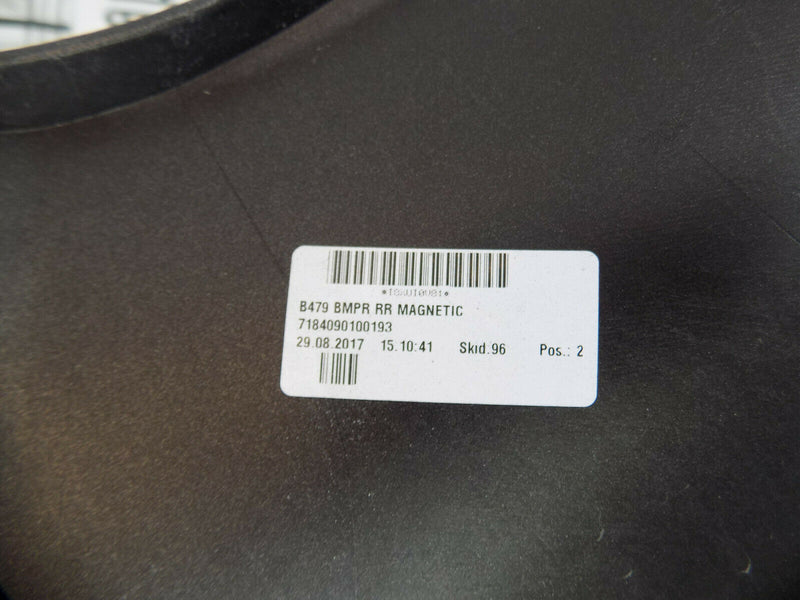 B479 BMPR RR MAGNETIC
7184090100193
29.08.2017 15.10:41 Skid.96 Pos.: 2